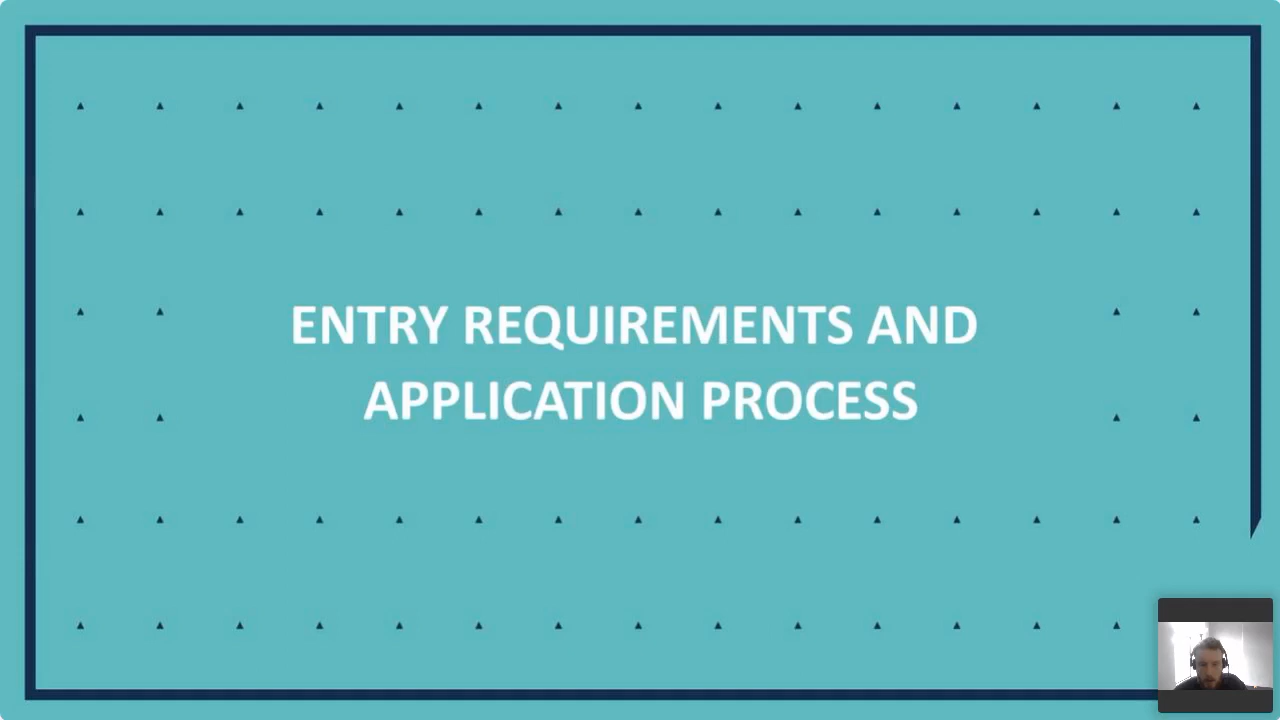 ENTRY REQUIREMENTS AND
APPLICATION PROCESS